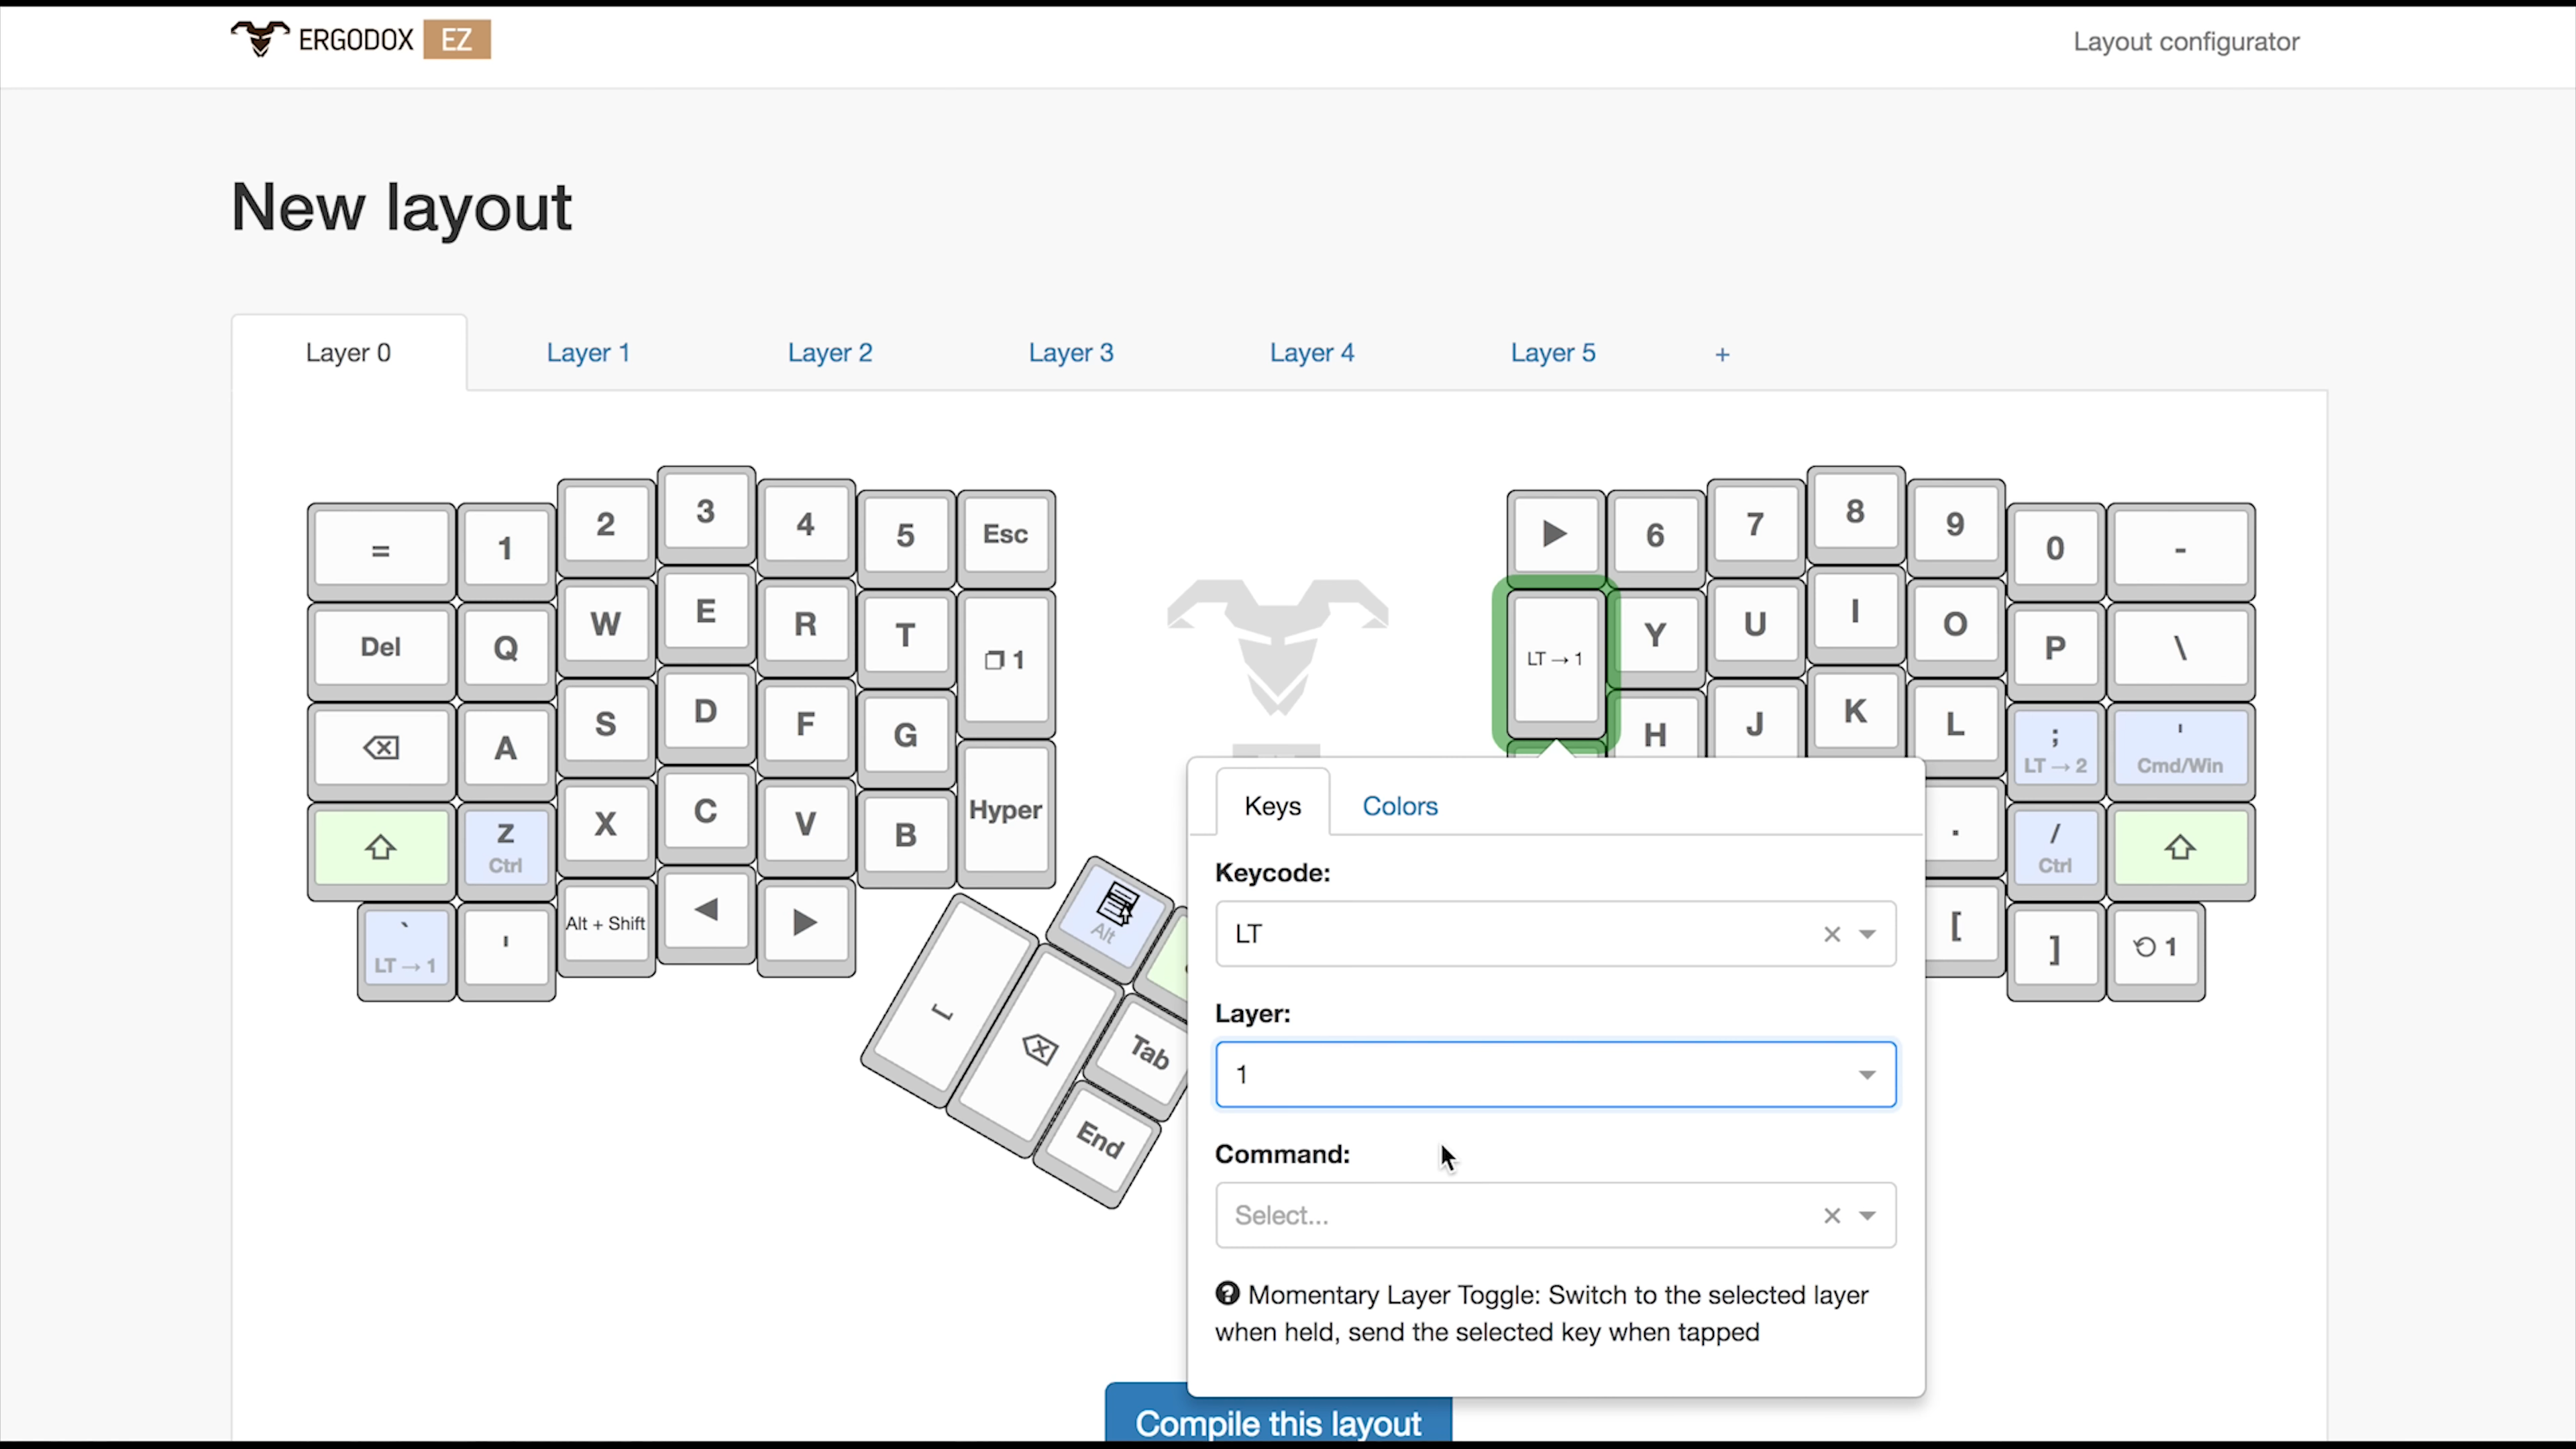 ERGODOX EZ
Layout configurator
New layout
Layer 0 Layer 1 Layer 2 Layer 3 Layer 4 Layer 5 +
= 1 2 3 4 5 Esc
6 7 8 9 0 -
Del Q W E R T 1
LT → 1 Y U I O P \
A S D F G
H J K L ; LT → 2 ' Cmd/Win
Z Ctrl X C V B Hyper
. / Ctrl
` LT → 1 ' Alt + Shift
[ ] 1
Alt
[
Tab
End
Keys Colors
Keycode:
LT
Layer:
1
Command:
Select...
Momentary Layer Toggle: Switch to the selected layer
when held, send the selected key when tapped
Compile this layout